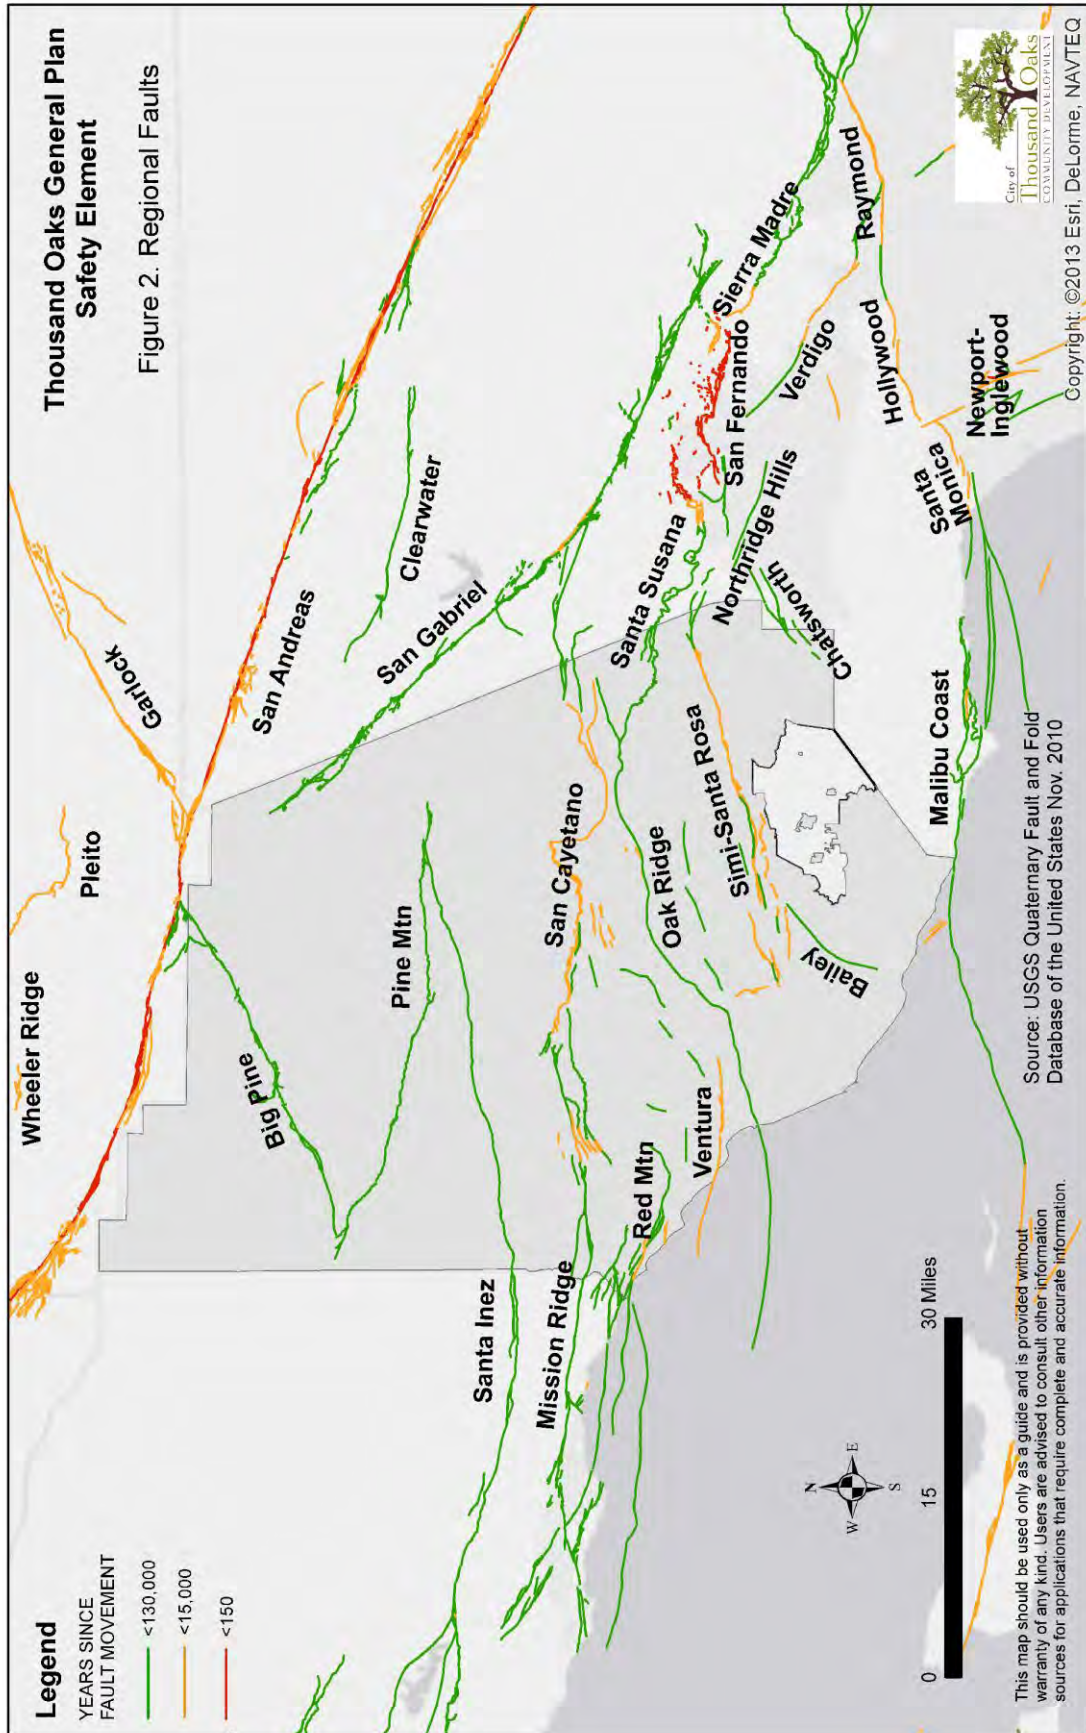 Thousand Oaks General Plan
Safety Element
Figure 2. Regional Faults
Legend
YEARS SINCE
FAULT MOVEMENT
<130,000
<15,000
<150
Wheeler Ridge
Pleito
Garlock
San Andreas
Big Pine
Pine Mtn
Clearwater
San Gabriel
Santa Inez
Mission Ridge
San Cayetano
Santa Susana
San Fernando
Sierra Madre
Red Mtn
Ventura
Oak Ridge
Simi-Santa Rosa
Northridge Hills
Chatsworth
Verdigo
Raymond
Hollywood
Bailey
Malibu Coast
Santa
Monica
Newport-
Inglewood
N
W
E
S
0
15
30 Miles
This map should be used only as a guide and is provided without
warranty of any kind. Users are advised to consult other information
sources for applications that require complete and accurate information.
Source: USGS Quaternary Fault and Fold
Database of the United States Nov. 2010
City of
Thousand Oaks
COMMUNITY DEVELOPMENT
Copyright: ©2013 Esri, DeLorme, NAVTEQ